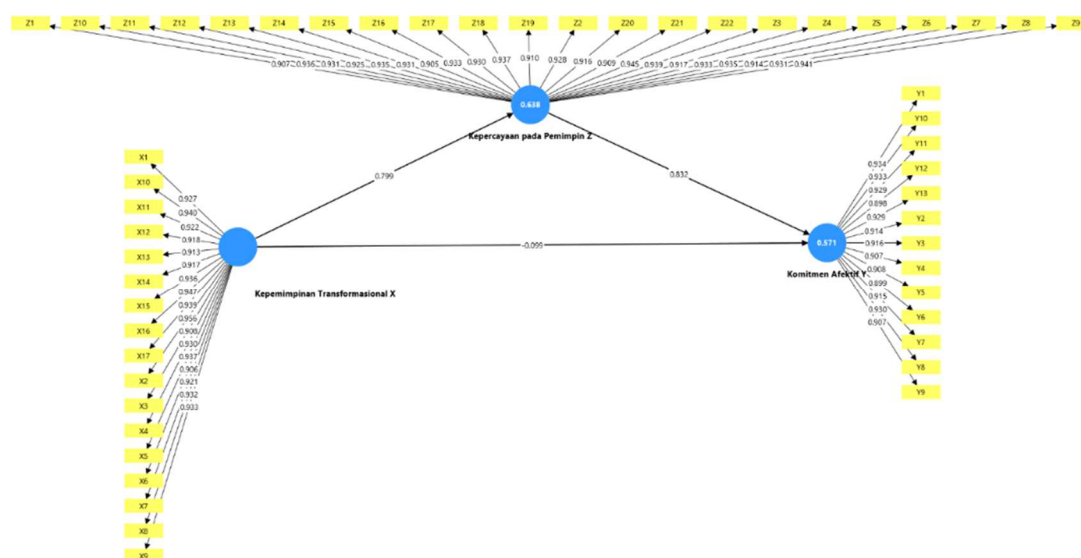 Z1 Z10 Z11 Z12 Z13 Z14 Z15 Z16 Z17 Z18 Z19 Z2 Z20 Z21 Z22 Z3 Z4 Z5 Z6 Z7 Z8 Z9
0.907 0.936 0.931 0.925 0.935 0.931 0.905 0.933 0.930 0.937 0.910 0.928 0.916 0.909 0.945 0.939 0.917 0.933 0.935 0.914 0.931 0.941
0.638
Kepercayaan pada Pemimpin Z
0.799
0.832
-0.099
X1
X10
X11
X12
X13
X14
X15
X16
X17
X2
X3
X4
X5
X6
X7
X8
X9
0.927
0.940
0.922
0.918
0.913
0.917
0.936
0.947
0.939
0.956
0.908
0.930
0.937
0.906
0.921
0.932
0.933
Kepemimpinan Transformasional X
0.571
Komitmen Afektif Y
0.934
0.933
0.929
0.898
0.929
0.914
0.916
0.907
0.908
0.899
0.915
0.930
0.907
Y1
Y10
Y11
Y12
Y13
Y2
Y3
Y4
Y5
Y6
Y7
Y8
Y9